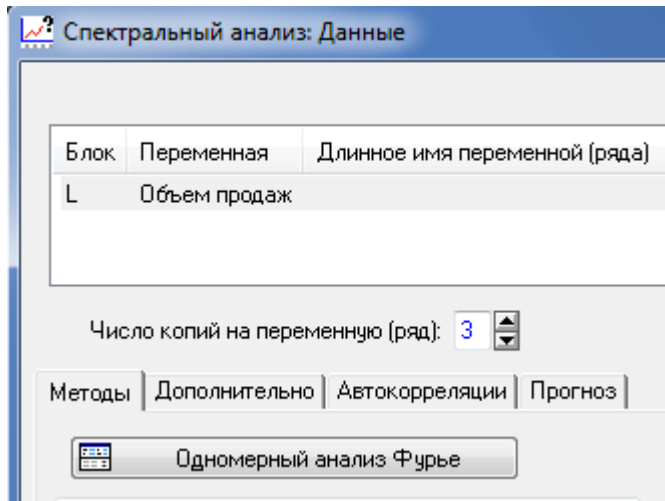 Спектральный анализ: Данные
Блок Переменная Длинное имя переменной (ряда)
L Объем продаж
Число копий на переменную (ряд): 3
Методы Дополнительно Автокорреляции Прогноз
Одномерный анализ Фурье